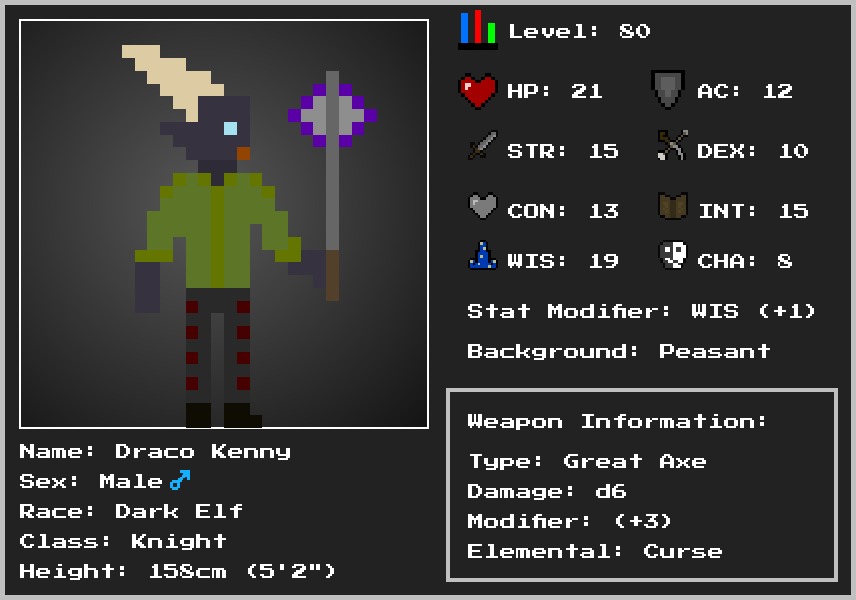 Level: 80
HP: 21
AC: 12
STR: 15
DEX: 10
CON: 13
INT: 15
WIS: 19
CHA: 8
Stat Modifier: WIS (+1)
Background: Peasant
Weapon Information:
Type: Great Axe
Damage: d6
Modifier: (+3)
Elemental: Curse
Name: Draco Kenny
Sex: Male♂
Race: Dark Elf
Class: Knight
Height: 158cm (5'2")